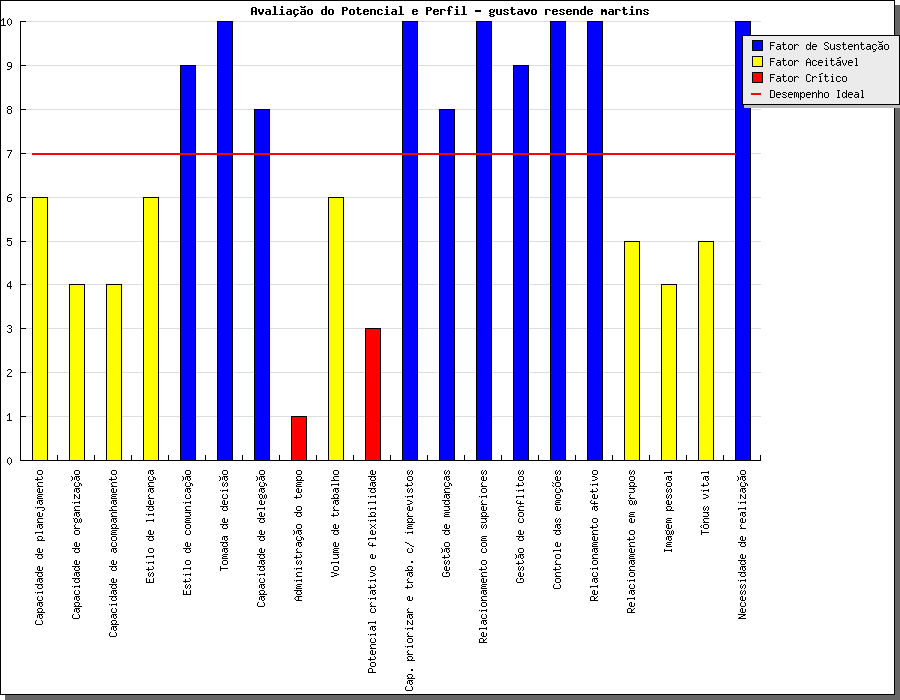 Avaliação do Potencial e Perfil - gustavo resende martins
10
9
8
7
6
5
4
3
2
1
0
Fator de Sustentação
Fator Aceitável
Fator Crítico
Desempenho Ideal
Capacidade de planejamento
Capacidade de organização
Capacidade de acompanhamento
Estilo de liderança
Estilo de comunicação
Tomada de decisão
Capacidade de delegação
Administração do tempo
Volume de trabalho
Potencial criativo e flexibilidade
Cap. priorizar e trab. c/ imprevistos
Gestão de mudanças
Relacionamento com superiores
Gestão de conflitos
Controle das emoções
Relacionamento afetivo
Relacionamento em grupos
Imagem pessoal
Tônus vital
Necessidade de realização